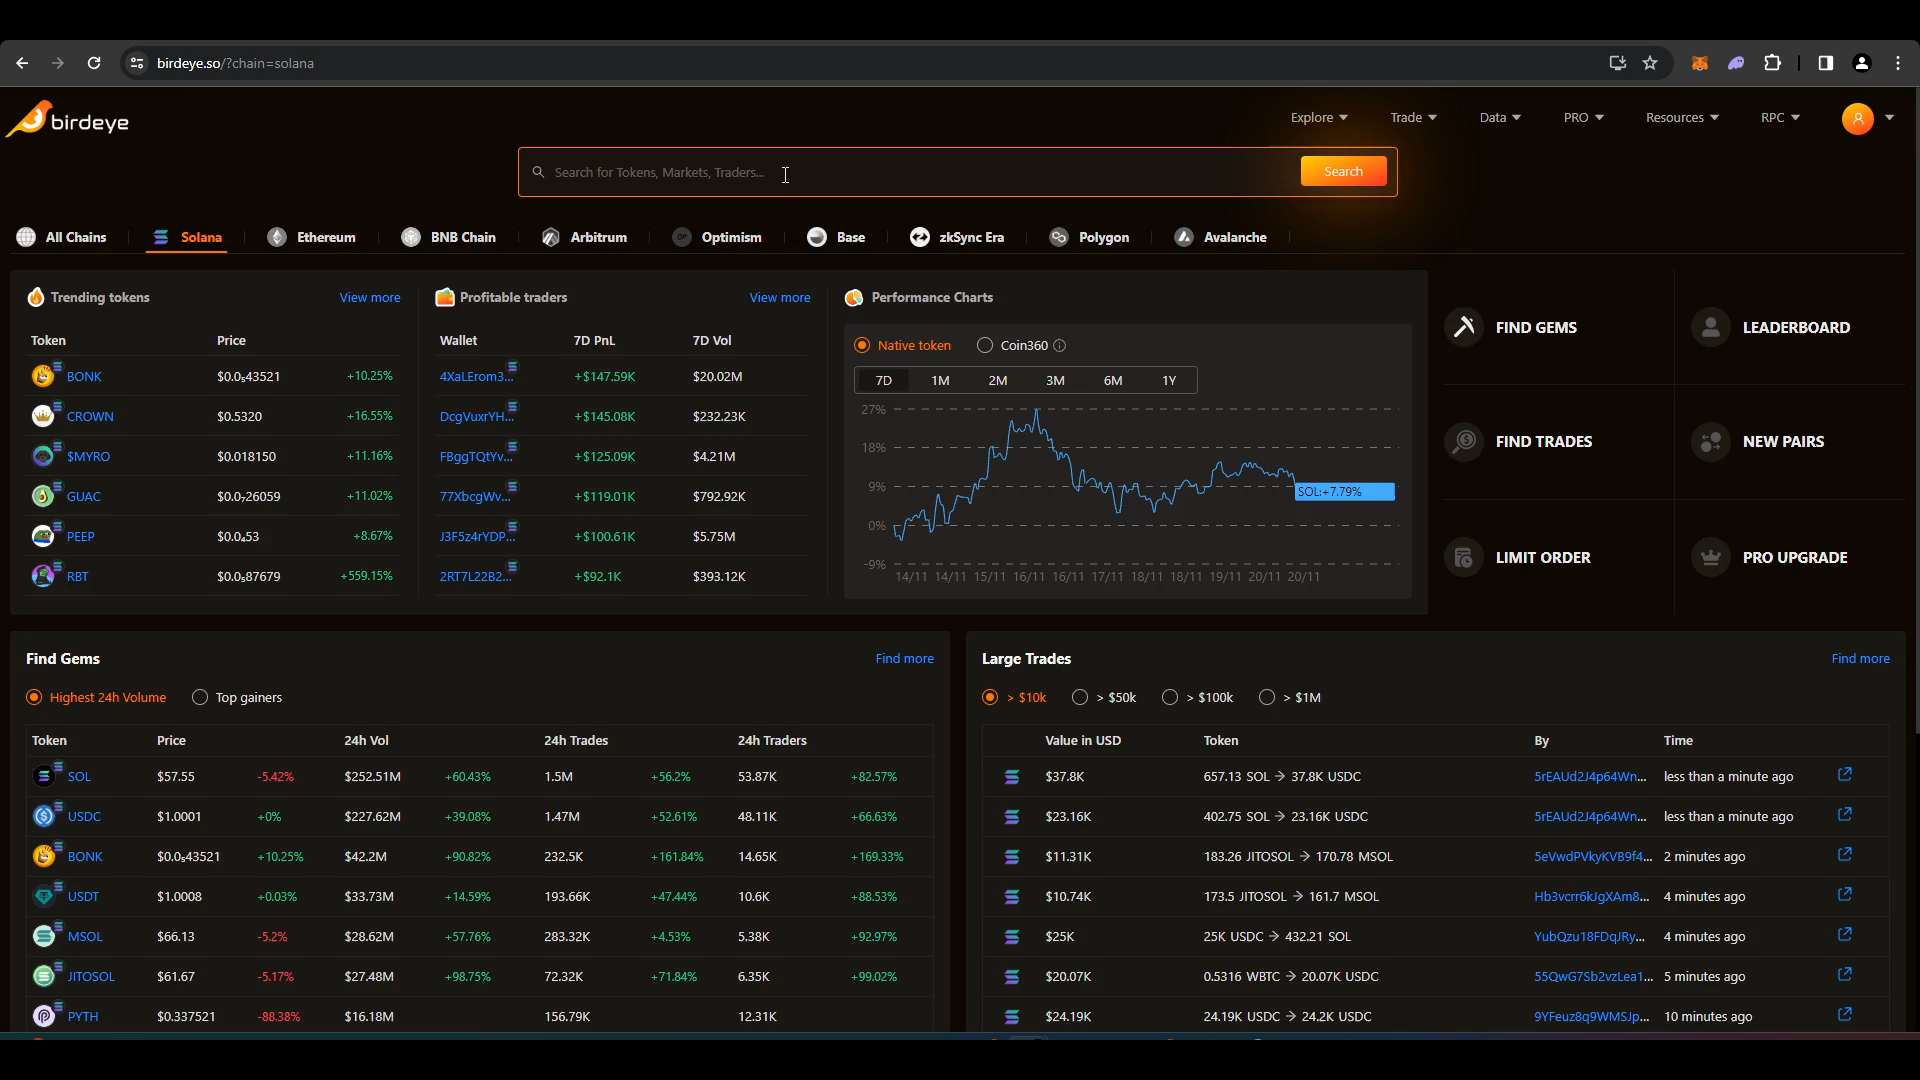 birdeye.so/?chain=solana
birdeye
Explore Trade Data PRO Resources RPC
Search for Tokens, Markets, Traders... Search
All Chains Solana Ethereum BNB Chain Arbitrum Optimism Base zkSync Era Polygon Avalanche
Trending tokens View more
Token Price
BONK $0.0₅43521 +10.25%
CROWN $0.5320 +16.55%
$MYRO $0.018150 +11.16%
GUAC $0.0₇26059 +11.02%
PEEP $0.0₄53 +8.67%
RBT $0.0₈87679 +559.15%
Profitable traders View more
Wallet 7D PnL 7D Vol
4XaLErom3... +$147.59K $20.02M
DcgVuxrYH... +$145.08K $232.23K
FBggTQtYv... +$125.09K $4.21M
77XbcgWv... +$119.01K $792.92K
J3F5z4rYDP... +$100.61K $5.75M
2RT7L22B2... +$92.1K $393.12K
Performance Charts
Native token Coin360
7D 1M 2M 3M 6M 1Y
27%
18%
9%
SOL:+7.79%
0%
-9%
14/11 14/11 15/11 16/11 16/11 17/11 18/11 18/11 19/11 20/11 20/11
FIND GEMS LEADERBOARD
FIND TRADES NEW PAIRS
LIMIT ORDER PRO UPGRADE
Find Gems Find more
Highest 24h Volume Top gainers
Token Price 24h Vol 24h Trades 24h Traders
SOL $57.55 -5.42% $252.51M +60.43% 1.5M +56.2% 53.87K +82.57%
USDC $1.0001 +0% $227.62M +39.08% 1.47M +52.61% 48.11K +66.63%
BONK $0.0₅43521 +10.25% $42.2M +90.82% 232.5K +161.84% 14.65K +169.33%
USDT $1.0008 +0.03% $33.73M +14.59% 193.66K +47.44% 10.6K +88.53%
MSOL $66.13 -5.2% $28.62M +57.76% 283.32K +4.53% 5.38K +92.97%
JITOSOL $61.67 -5.17% $27.48M +98.75% 72.32K +71.84% 6.35K +99.02%
PYTH $0.337521 -88.38% $16.18M 156.79K 12.31K
Large Trades Find more
> $10k > $50k > $100k > $1M
Value in USD Token By Time
$37.8K 657.13 SOL → 37.8K USDC 5rEAUd2J4p64Wn... less than a minute ago
$23.16K 402.75 SOL → 23.16K USDC 5rEAUd2J4p64Wn... less than a minute ago
$11.31K 183.26 JITOSOL → 170.78 MSOL 5eVwdPVkyKVB9f4... 2 minutes ago
$10.74K 173.5 JITOSOL → 161.7 MSOL Hb3vcrr6kJgXAm8... 4 minutes ago
$25K 25K USDC → 432.21 SOL YubQzu18FDqJRy... 4 minutes ago
$20.07K 0.5316 WBTC → 20.07K USDC 55QwG7Sb2vzLea1... 5 minutes ago
$24.19K 24.19K USDC → 24.2K USDC 9YFeuz8q9WMSJp... 10 minutes ago